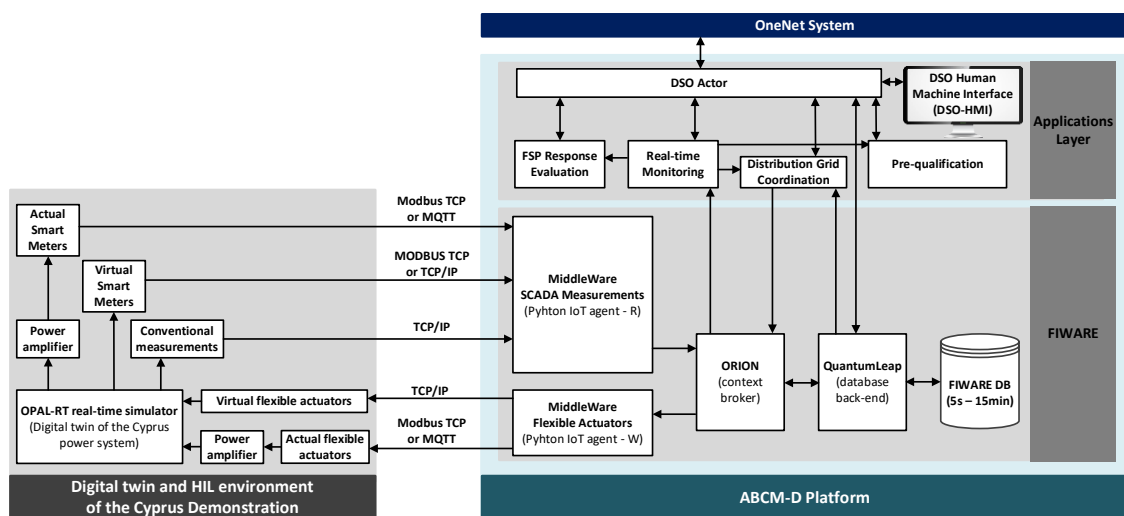 OneNet System
DSO Actor
DSO Human
Machine Interface
(DSO-HMI)
Applications
Layer
FSP Response
Evaluation
Real-time
Monitoring
Distribution Grid
Coordination
Pre-qualification
Actual
Smart
Meters
Modbus TCP
or MQTT
Virtual
Smart
Meters
MODBUS TCP
or TCP/IP
MiddleWare
SCADA Measurements
(Pyhton IoT agent - R)
Power
amplifier
Conventional
measurements
TCP/IP
FIWARE
ORION
(context
broker)
QuantumLeap
(database
back-end)
FIWARE DB
(5s – 15min)
OPAL-RT real-time simulator
(Digital twin of the Cyprus
power system)
Virtual flexible actuators
TCP/IP
MiddleWare
Flexible Actuators
(Pyhton IoT agent - W)
Power
amplifier
Actual flexible
actuators
Modbus TCP
or MQTT
Digital twin and HIL environment
of the Cyprus Demonstration
ABCM-D Platform